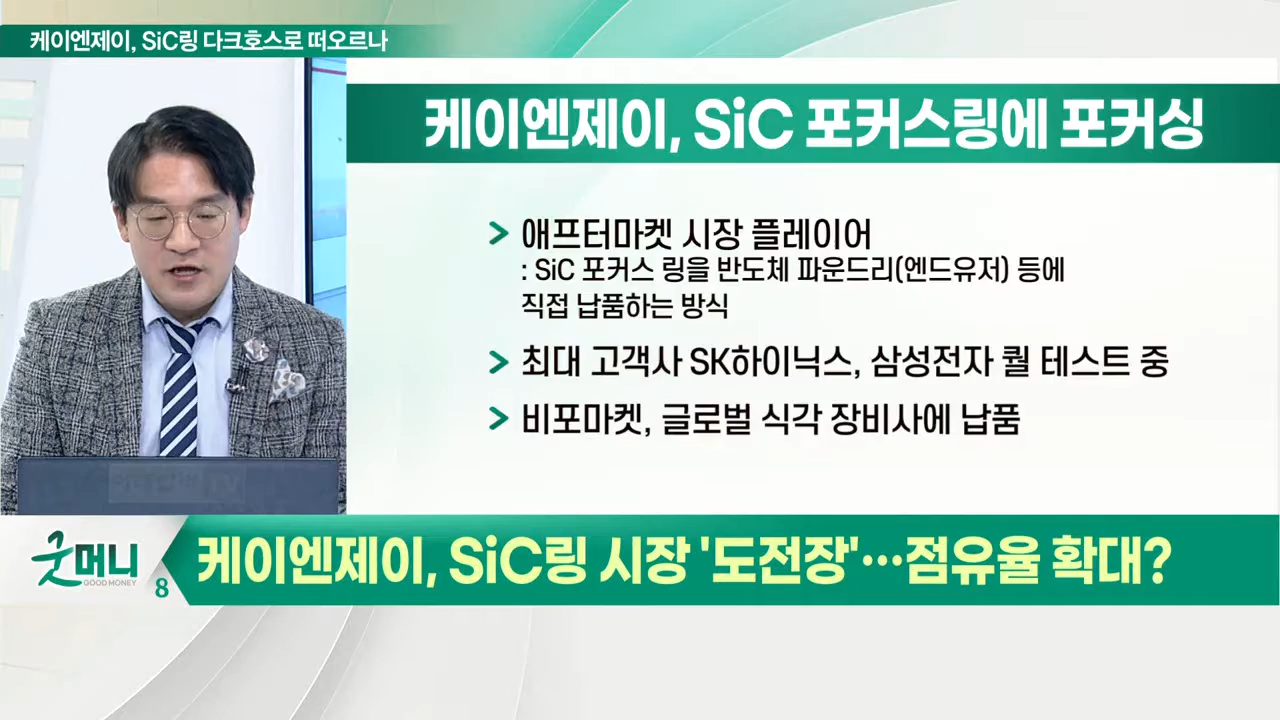 케이엔제이, SiC링 다크호스로 떠오르나
케이엔제이, SiC 포커스링에 포커싱
> 애프터마켓 시장 플레이어
: SiC 포커스 링을 반도체 파운드리(엔드유저) 등에
직접 납품하는 방식
> 최대 고객사 SK하이닉스, 삼성전자 퀄 테스트 중
> 비포마켓, 글로벌 식각 장비사에 납품
굿머니
GOOD MONEY
8
케이엔제이, SiC링 시장 '도전장'…점유율 확대?